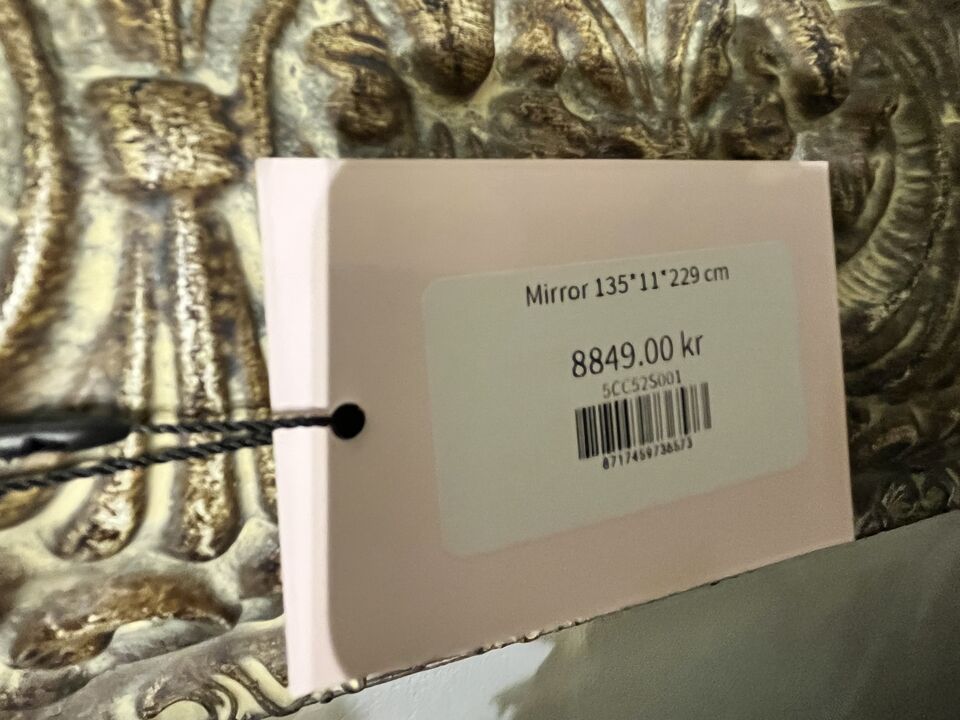 Mirror 135*11*229 cm
8849.00 kr
5CC52S001
8717459736573